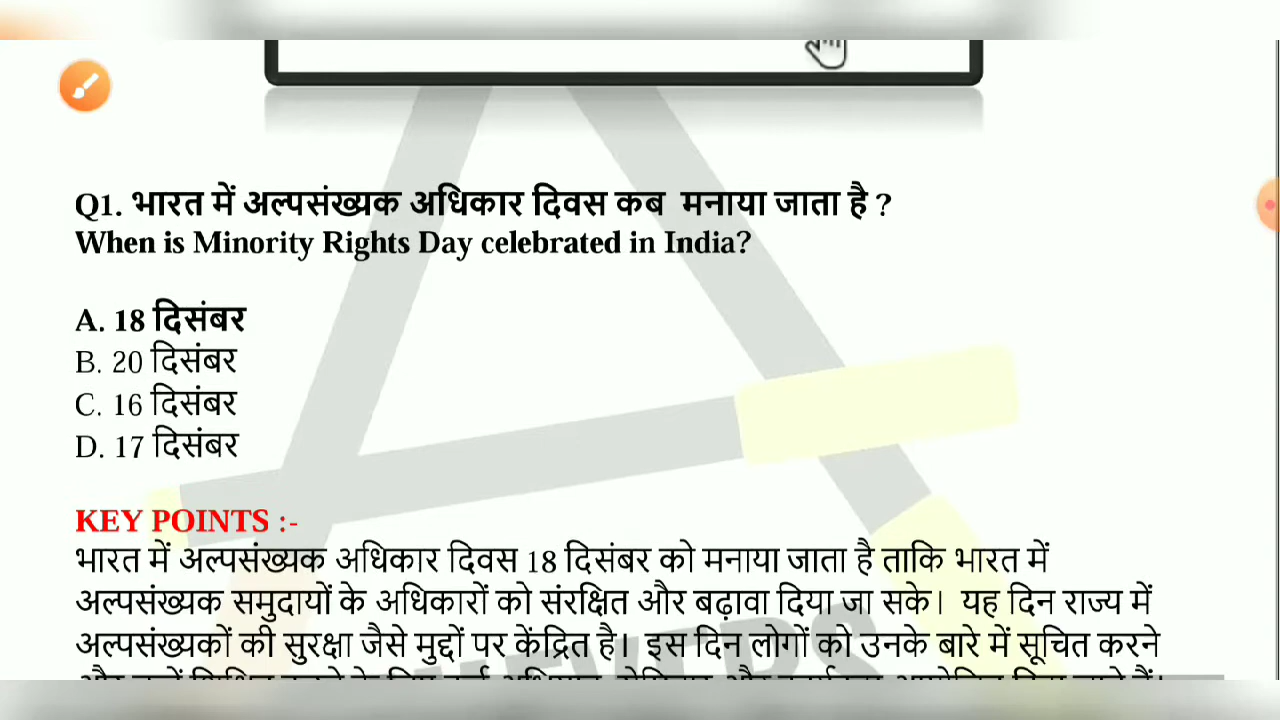 Q1. भारत में अल्पसंख्यक अधिकार दिवस कब मनाया जाता है ?
When is Minority Rights Day celebrated in India?
A. 18 दिसंबर
B. 20 दिसंबर
C. 16 दिसंबर
D. 17 दिसंबर
KEY POINTS :-
भारत में अल्पसंख्यक अधिकार दिवस 18 दिसंबर को मनाया जाता है ताकि भारत में
अल्पसंख्यक समुदायों के अधिकारों को संरक्षित और बढ़ावा दिया जा सके। यह दिन राज्य में
अल्पसंख्यकों की सुरक्षा जैसे मुद्दों पर केंद्रित है। इस दिन लोगों को उनके बारे में सूचित करने